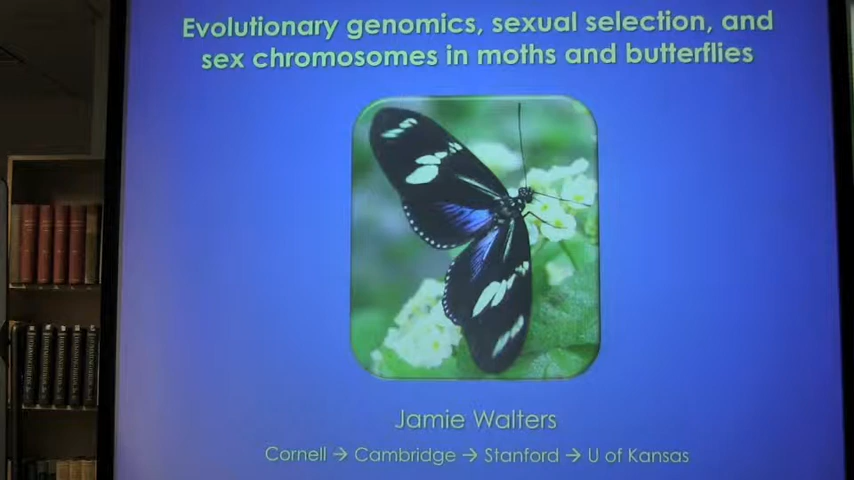 Evolutionary genomics, sexual selection, and
sex chromosomes in moths and butterflies
Jamie Walters
Cornell → Cambridge → Stanford → U of Kansas